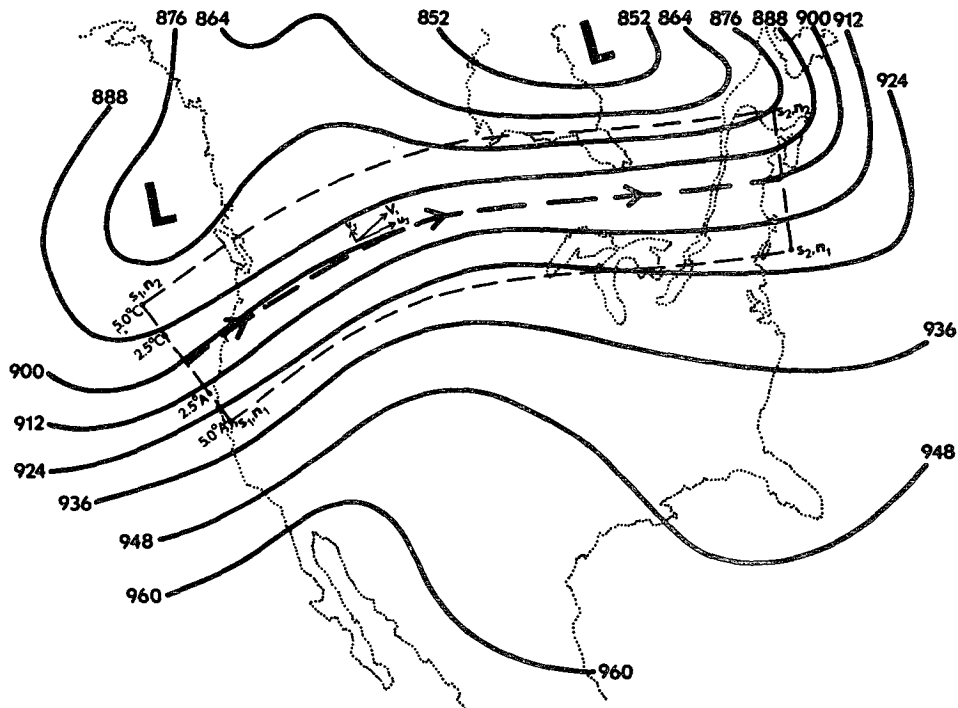 876 864 852 852 864 876 888 900 912
L
924
888
s₂,n₂
L
V, uₛ
s₂,n₁
s₁,n₂
5.0°C
2.5°C
936
900
2.5°A
912
5.0°A s₁,n₁
924
948
936
948
960
960